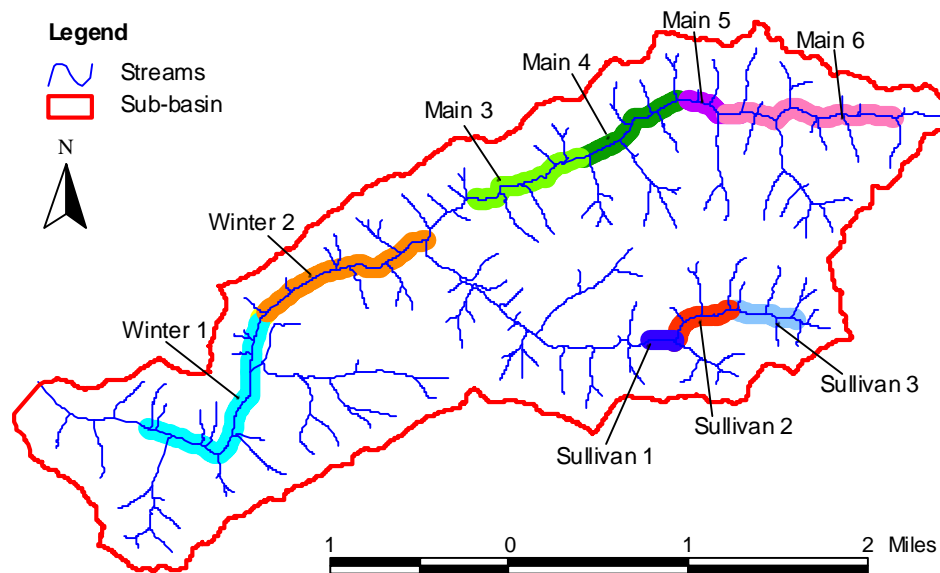 Legend
Streams
Sub-basin
N
Main 5
Main 6
Main 4
Main 3
Winter 2
Winter 1
Sullivan 3
Sullivan 2
Sullivan 1
1 0 1 2 Miles